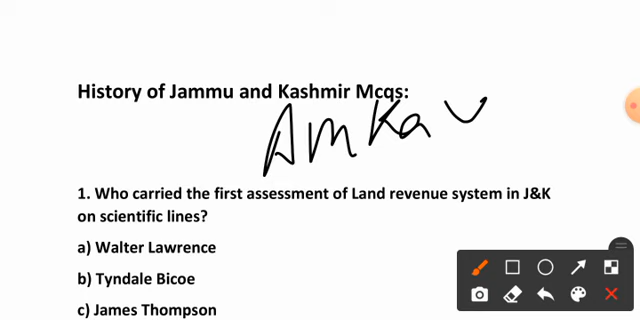 History of Jammu and Kashmir Mcqs:
Amka
1. Who carried the first assessment of Land revenue system in J&K
on scientific lines?
a) Walter Lawrence
b) Tyndale Bicoe
c) James Thompson